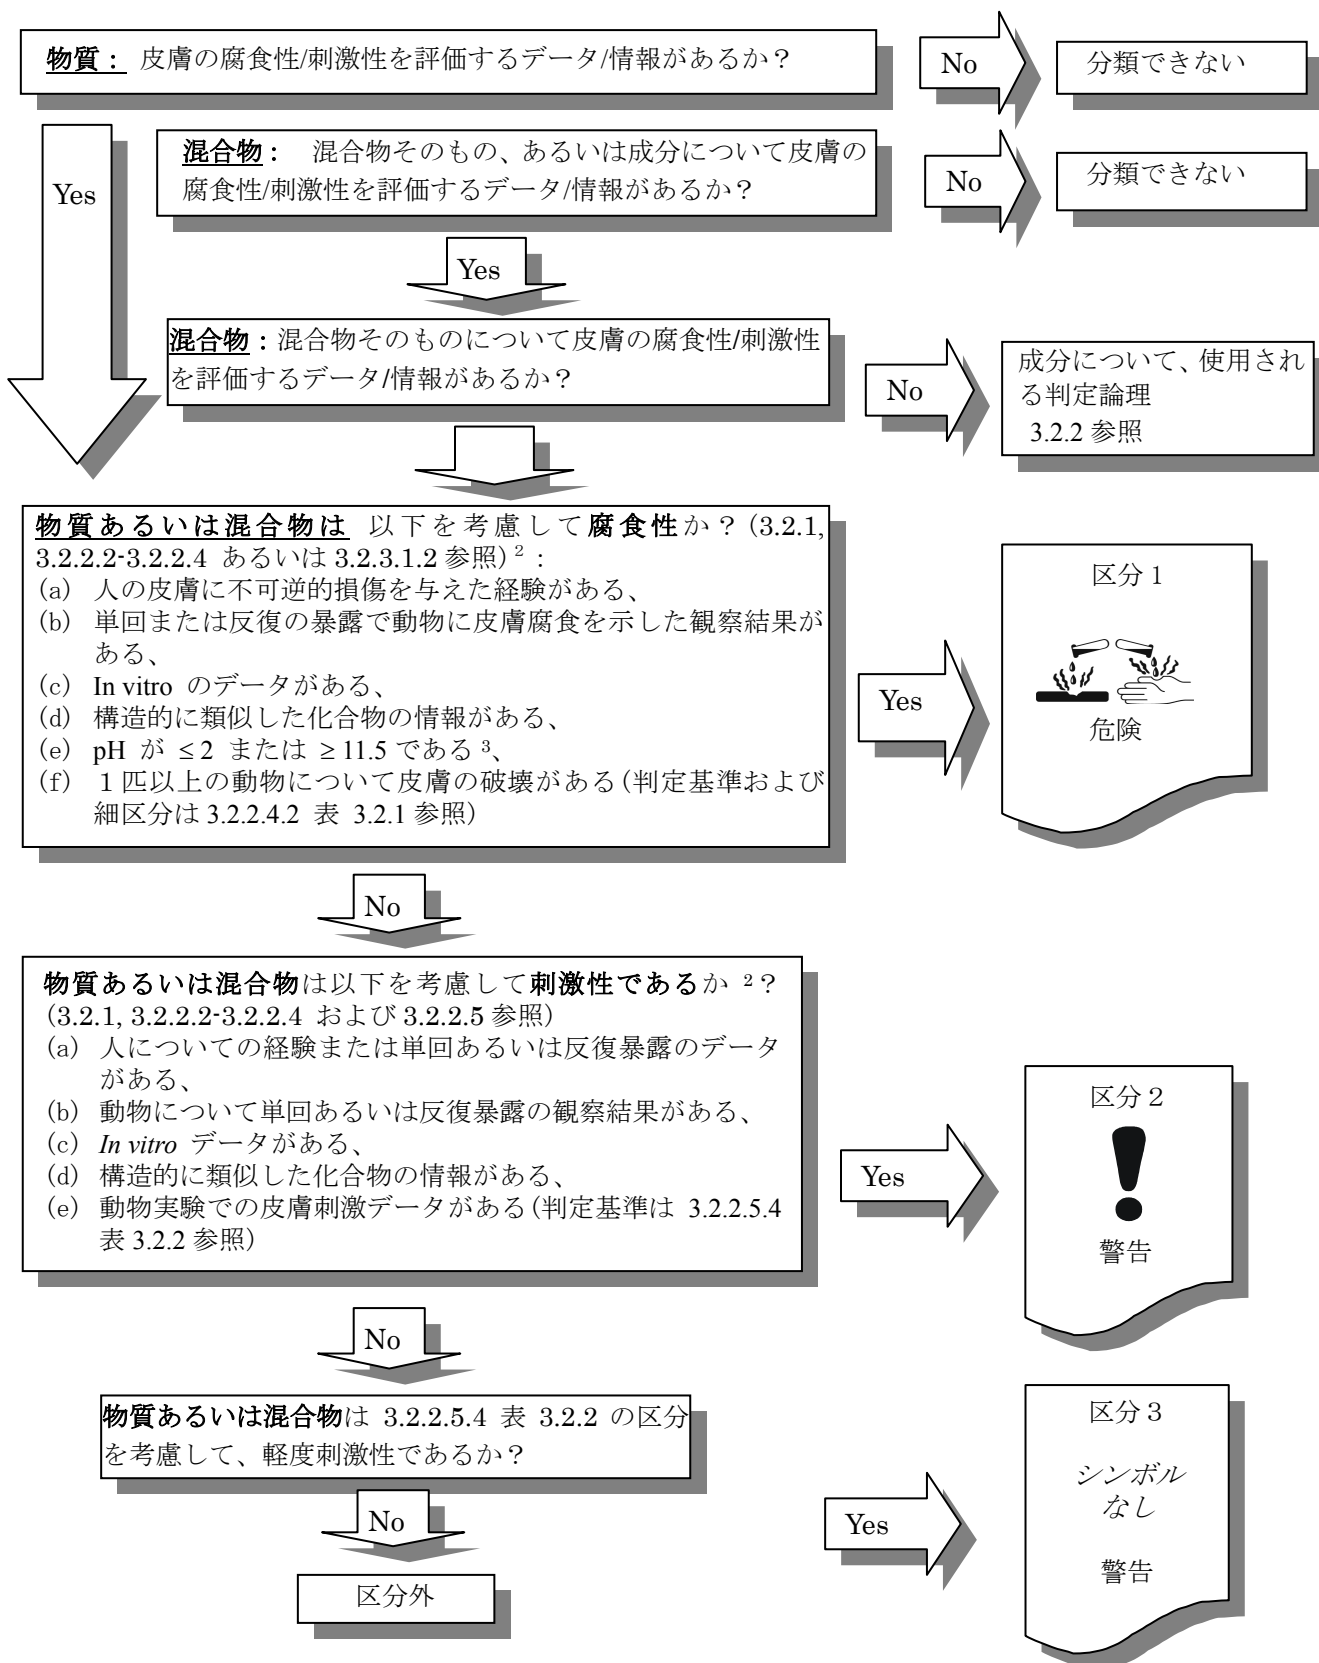 物質： 皮膚の腐食性/刺激性を評価するデータ/情報があるか？
No
分類できない
Yes
混合物： 混合物そのもの、あるいは成分について皮膚の
腐食性/刺激性を評価するデータ/情報があるか？
No
分類できない
Yes
混合物：混合物そのものについて皮膚の腐食性/刺激性
を評価するデータ/情報があるか？
No
成分について、使用され
る判定論理
3.2.2 参照
物質あるいは混合物は 以下を考慮して腐食性か？(3.2.1,
3.2.2.2-3.2.2.4 あるいは 3.2.3.1.2 参照)²：
(a) 人の皮膚に不可逆的損傷を与えた経験がある、
(b) 単回または反復の暴露で動物に皮膚腐食を示した観察結果が
ある、
(c) In vitro のデータがある、
(d) 構造的に類似した化合物の情報がある、
(e) pH が ≤2 または ≥11.5 である³、
(f) １匹以上の動物について皮膚の破壊がある(判定基準および
細区分は 3.2.2.4.2 表 3.2.1 参照)
Yes
区分１
危険
No
物質あるいは混合物は以下を考慮して刺激性であるか ²？
(3.2.1, 3.2.2.2-3.2.2.4 および 3.2.2.5 参照)
(a) 人についての経験または単回あるいは反復暴露のデータ
がある、
(b) 動物について単回あるいは反復暴露の観察結果がある、
(c) In vitro データがある、
(d) 構造的に類似した化合物の情報がある、
(e) 動物実験での皮膚刺激データがある(判定基準は 3.2.2.5.4
表 3.2.2 参照)
Yes
区分２
警告
No
物質あるいは混合物は 3.2.2.5.4 表 3.2.2 の区分
を考慮して、軽度刺激性であるか？
Yes
区分３
シンボル
なし
警告
No
区分外